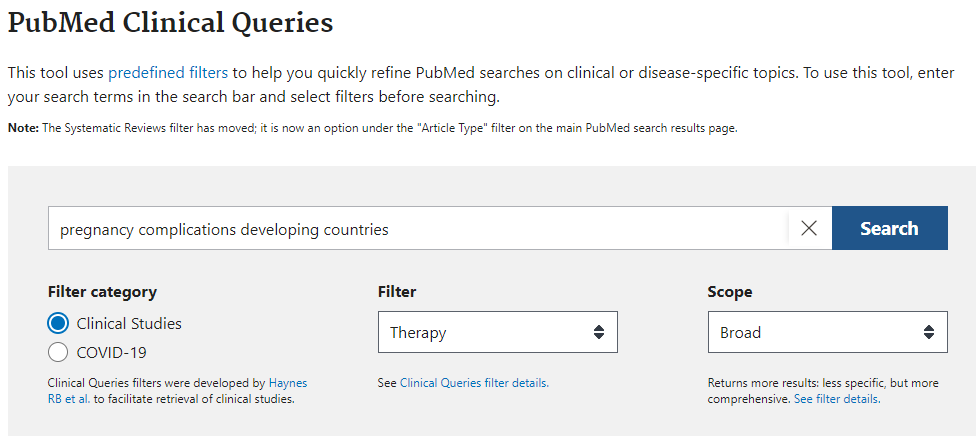 PubMed Clinical Queries
This tool uses predefined filters to help you quickly refine PubMed searches on clinical or disease-specific topics. To use this tool, enter
your search terms in the search bar and select filters before searching.
Note: The Systematic Reviews filter has moved; it is now an option under the "Article Type" filter on the main PubMed search results page.
pregnancy complications developing countries
Search
Filter category
Clinical Studies
COVID-19
Clinical Queries filters were developed by Haynes
RB et al. to facilitate retrieval of clinical studies.
Filter
Therapy
See Clinical Queries filter details.
Scope
Broad
Returns more results: less specific, but more
comprehensive. See filter details.